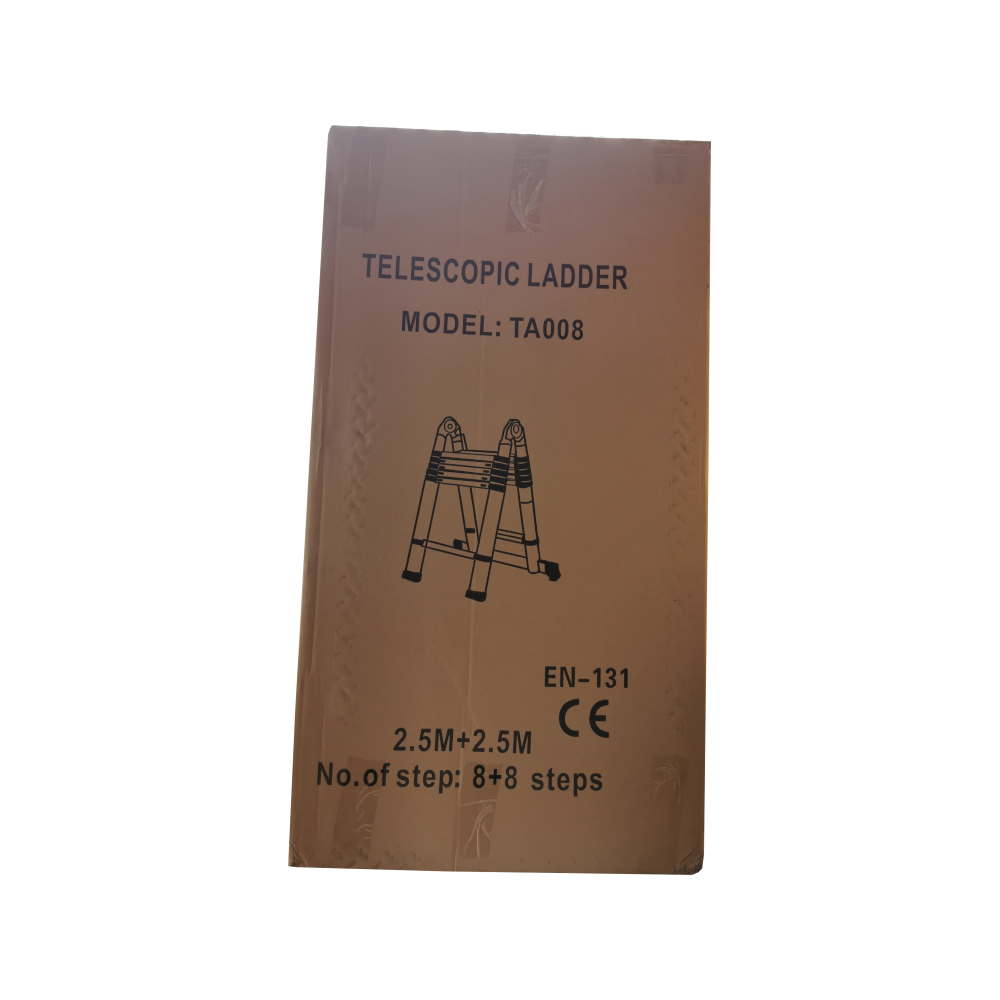 TELESCOPIC LADDER
MODEL: TA008
EN-131
CE
2.5M+2.5M
No.of step: 8+8 steps